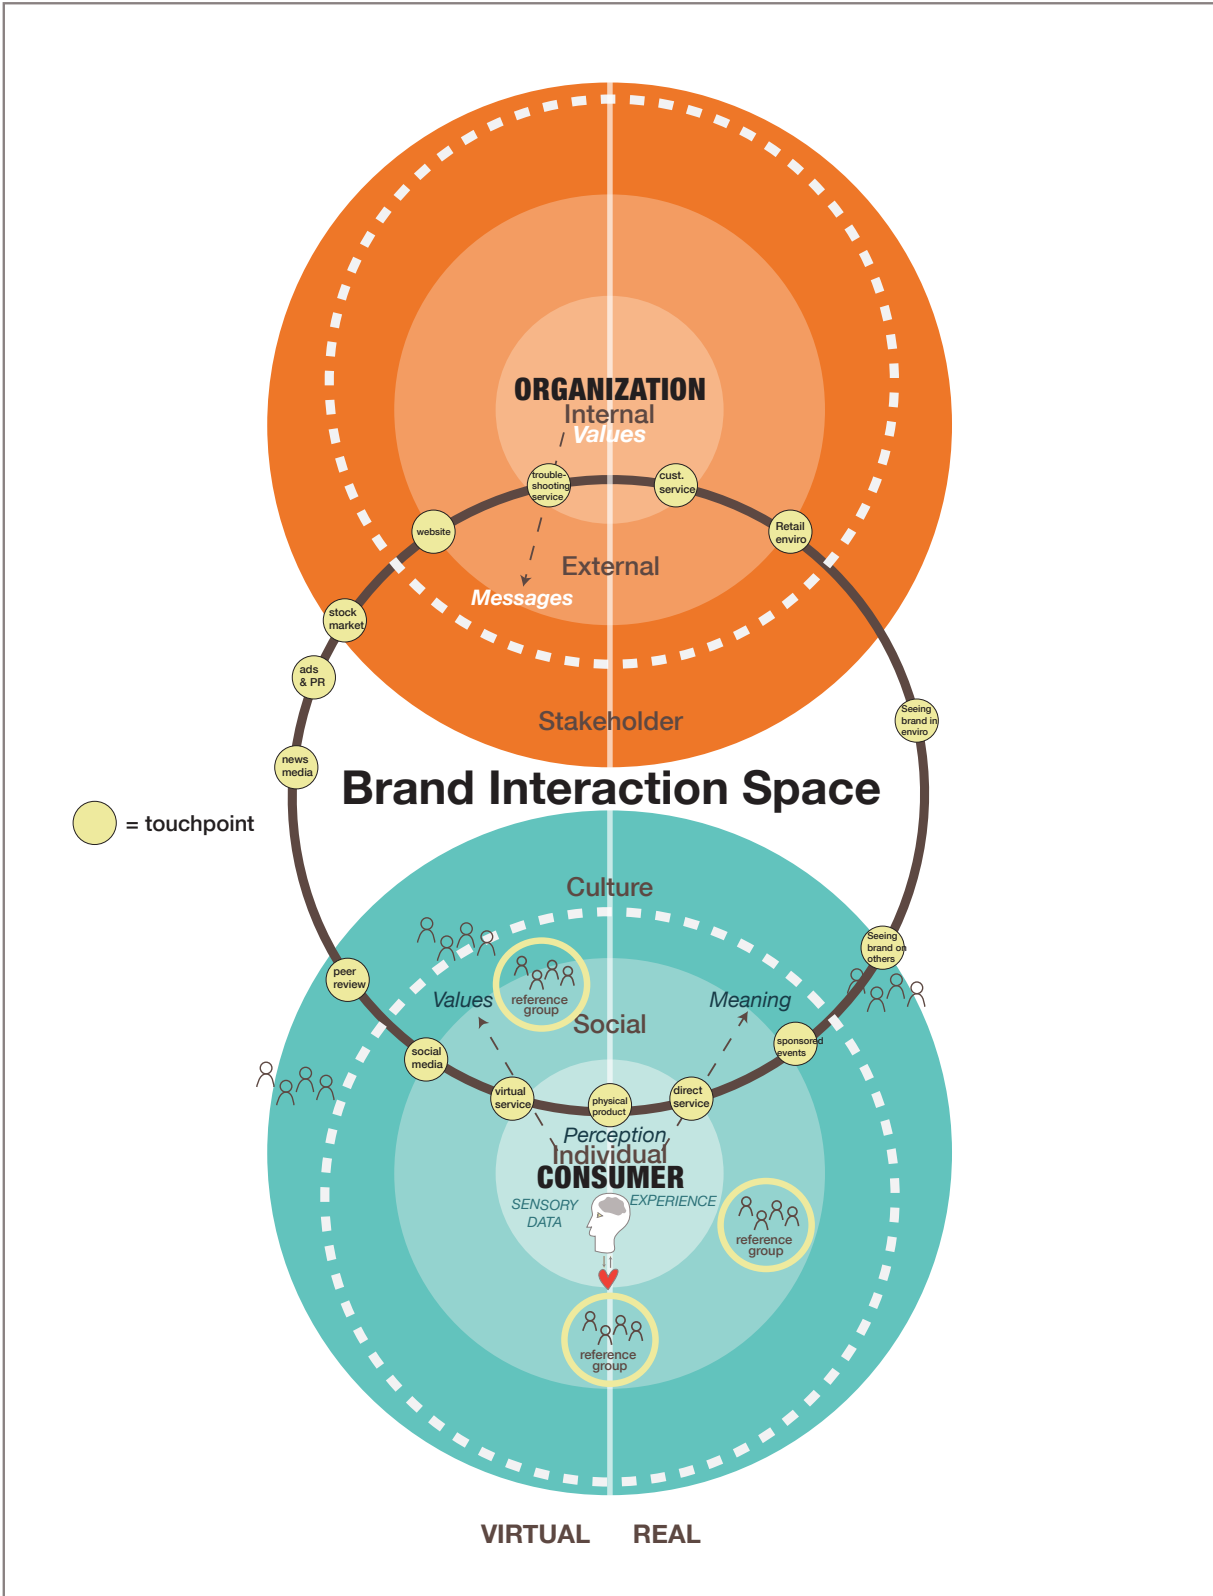 ORGANIZATION
Internal
Values
trouble-
shooting
service
cust.
service
website
Retail
enviro
External
Messages
stock
market
ads
& PR
Stakeholder
Seeing
brand in
enviro
news
media
Brand Interaction Space
= touchpoint
Culture
Seeing
brand on
others
peer
review
Values
reference
group
Meaning
Social
social
media
sponsored
events
virtual
service
physical
product
direct
service
Perception
Individual
CONSUMER
SENSORY
DATA
EXPERIENCE
reference
group
reference
group
VIRTUAL REAL